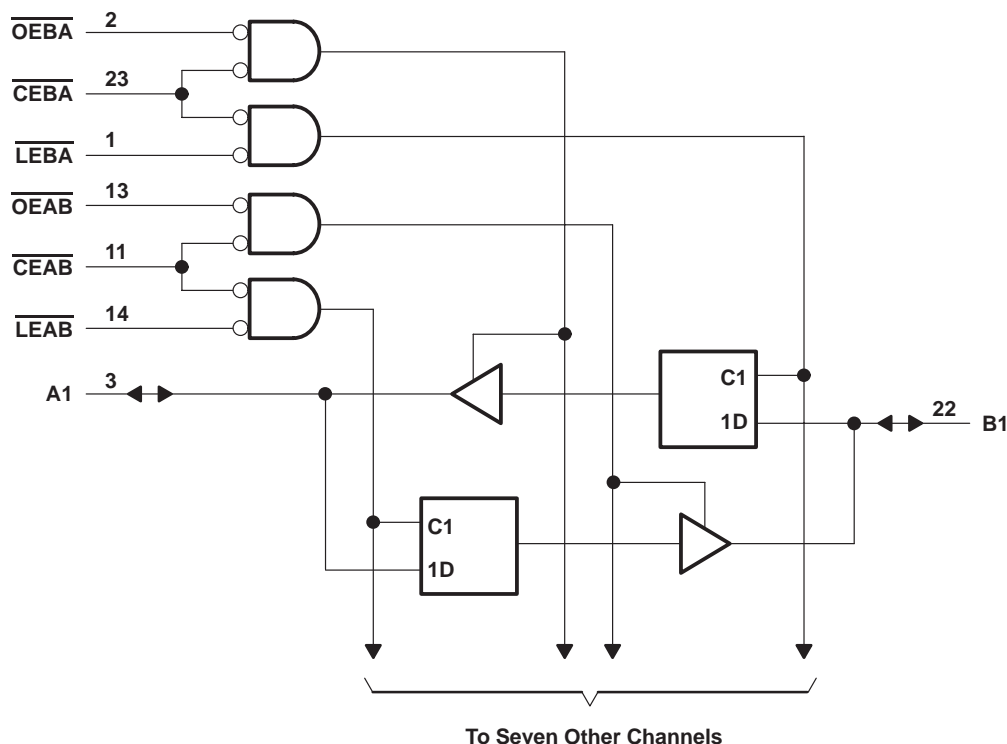 OEBA 2
CEBA 23
LEBA 1
OEAB 13
CEAB 11
LEAB 14
A1 3
C1
1D
22 B1
C1
1D
To Seven Other Channels